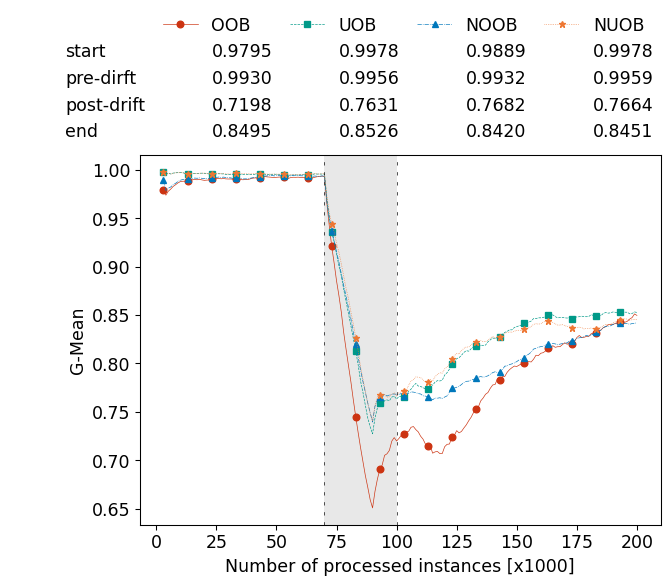 OOB UOB NOOB NUOB
start 0.9795 0.9978 0.9889 0.9978
pre-dirft 0.9930 0.9956 0.9932 0.9959
post-drift 0.7198 0.7631 0.7682 0.7664
end 0.8495 0.8526 0.8420 0.8451
1.00
0.95
0.90
0.85
0.80
0.75
0.70
0.65
G-Mean
0 25 50 75 100 125 150 175 200
Number of processed instances [x1000]